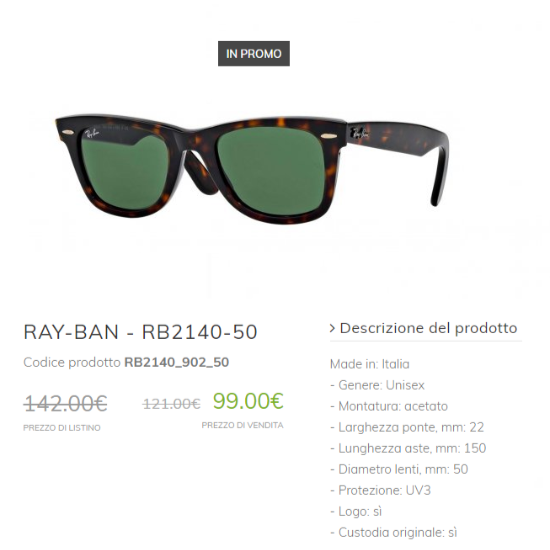 IN PROMO
Ray-Ban
RAY-BAN - RB2140-50
Codice prodotto RB2140_902_50
142.00€ 121.00€ 99.00€
PREZZO DI LISTINO PREZZO DI VENDITA
> Descrizione del prodotto
Made in: Italia
- Genere: Unisex
- Montatura: acetato
- Larghezza ponte, mm: 22
- Lunghezza aste, mm: 150
- Diametro lenti, mm: 50
- Protezione: UV3
- Logo: sì
- Custodia originale: sì